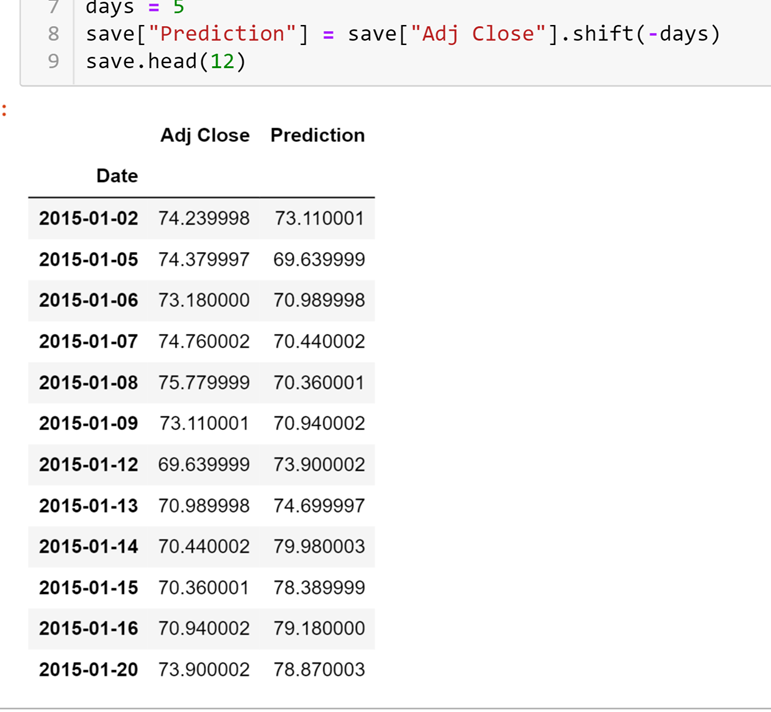 7 days = 5
8 save["Prediction"] = save["Adj Close"].shift(-days)
9 save.head(12)
:
Adj Close Prediction
Date
2015-01-02 74.239998 73.110001
2015-01-05 74.379997 69.639999
2015-01-06 73.180000 70.989998
2015-01-07 74.760002 70.440002
2015-01-08 75.779999 70.360001
2015-01-09 73.110001 70.940002
2015-01-12 69.639999 73.900002
2015-01-13 70.989998 74.699997
2015-01-14 70.440002 79.980003
2015-01-15 70.360001 78.389999
2015-01-16 70.940002 79.180000
2015-01-20 73.900002 78.870003